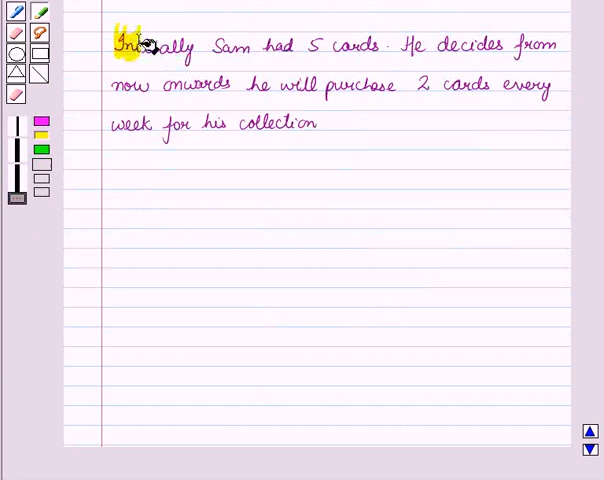 Initially Sam had 5 cards. He decides from
now onwards he will purchase 2 cards every
week for his collection